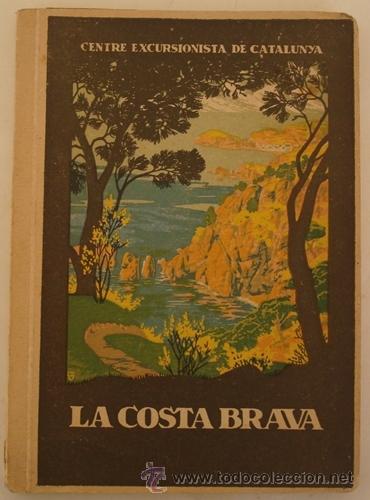 CENTRE EXCURSIONISTA DE CATALUNYA
LA COSTA BRAVA
www.todocoleccion.net